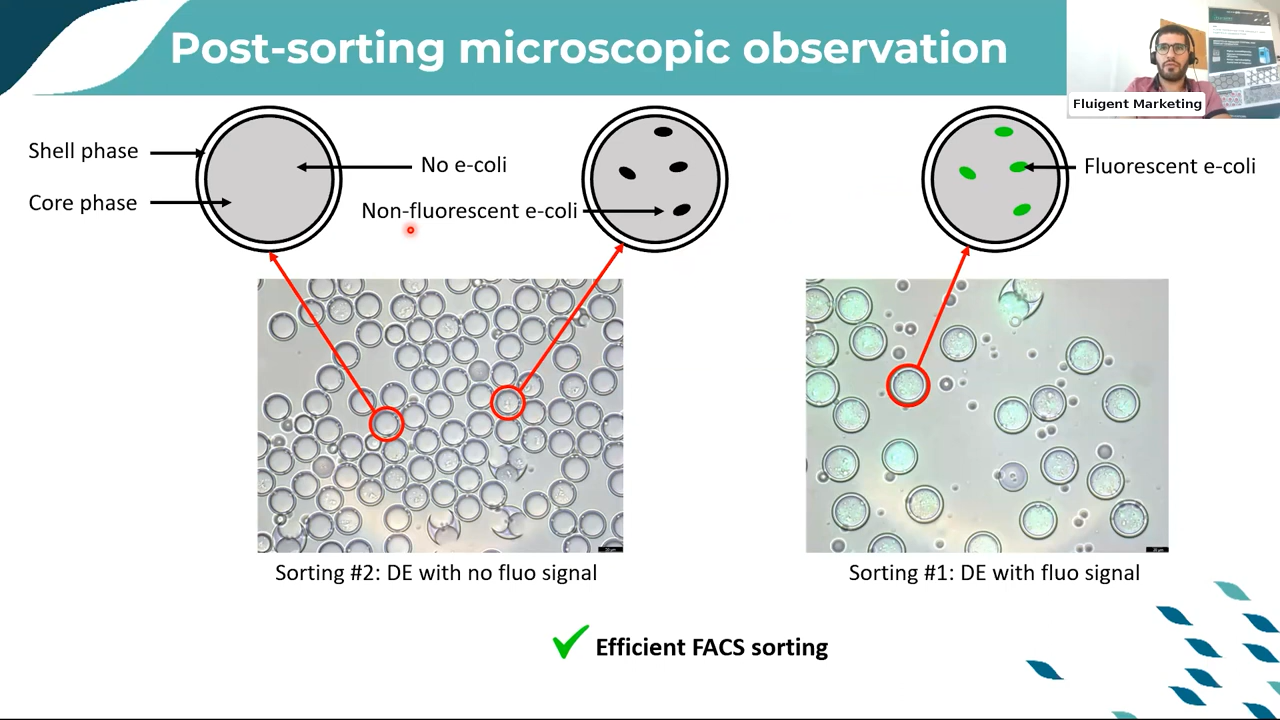 Post-sorting microscopic observation
Fluigent Marketing
Shell phase
No e-coli
Fluorescent e-coli
Core phase
Non-fluorescent e-coli
Sorting #2: DE with no fluo signal
Sorting #1: DE with fluo signal
Efficient FACS sorting